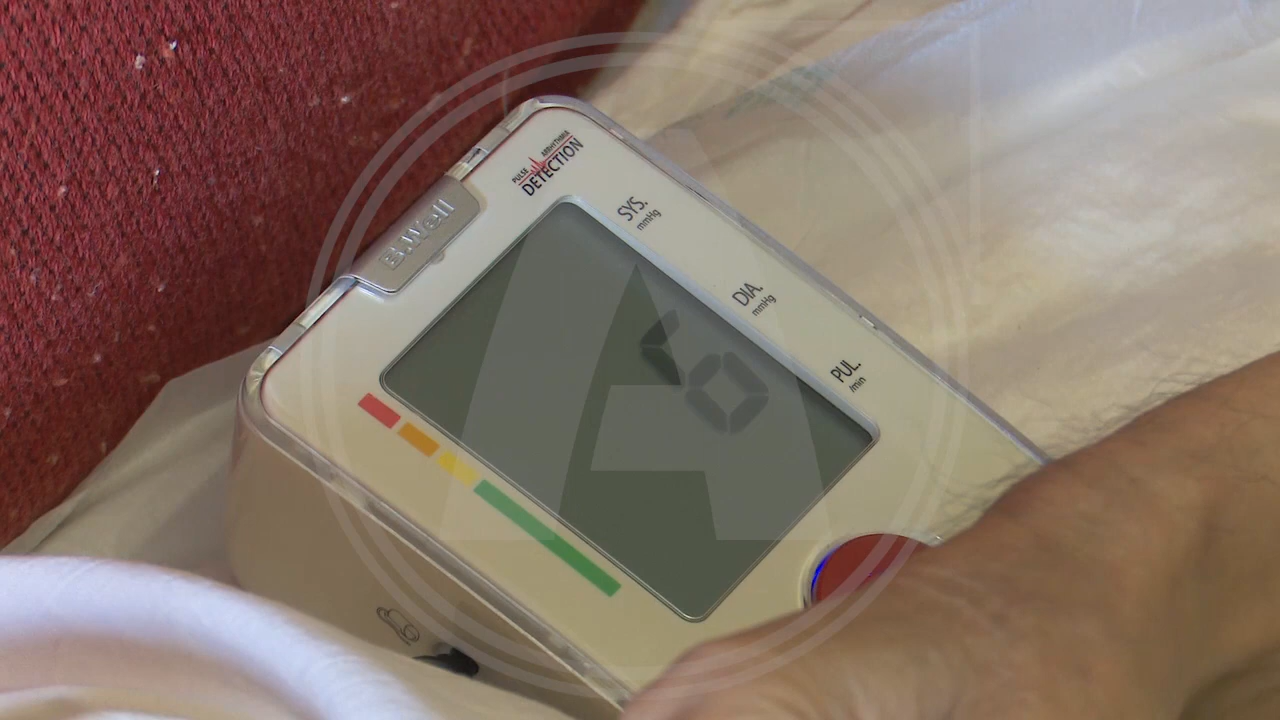 PULSE ARRHYTHMIA
DETECTION
B.Well
SYS.
mmHg
DIA.
mmHg
PUL.
/min
A